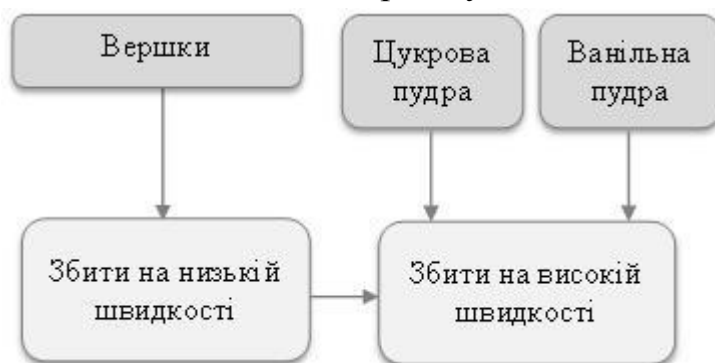 Вершки
Цукрова
пудра
Ванільна
пудра
Збити на низькій
швидкості
Збити на високій
швидкості